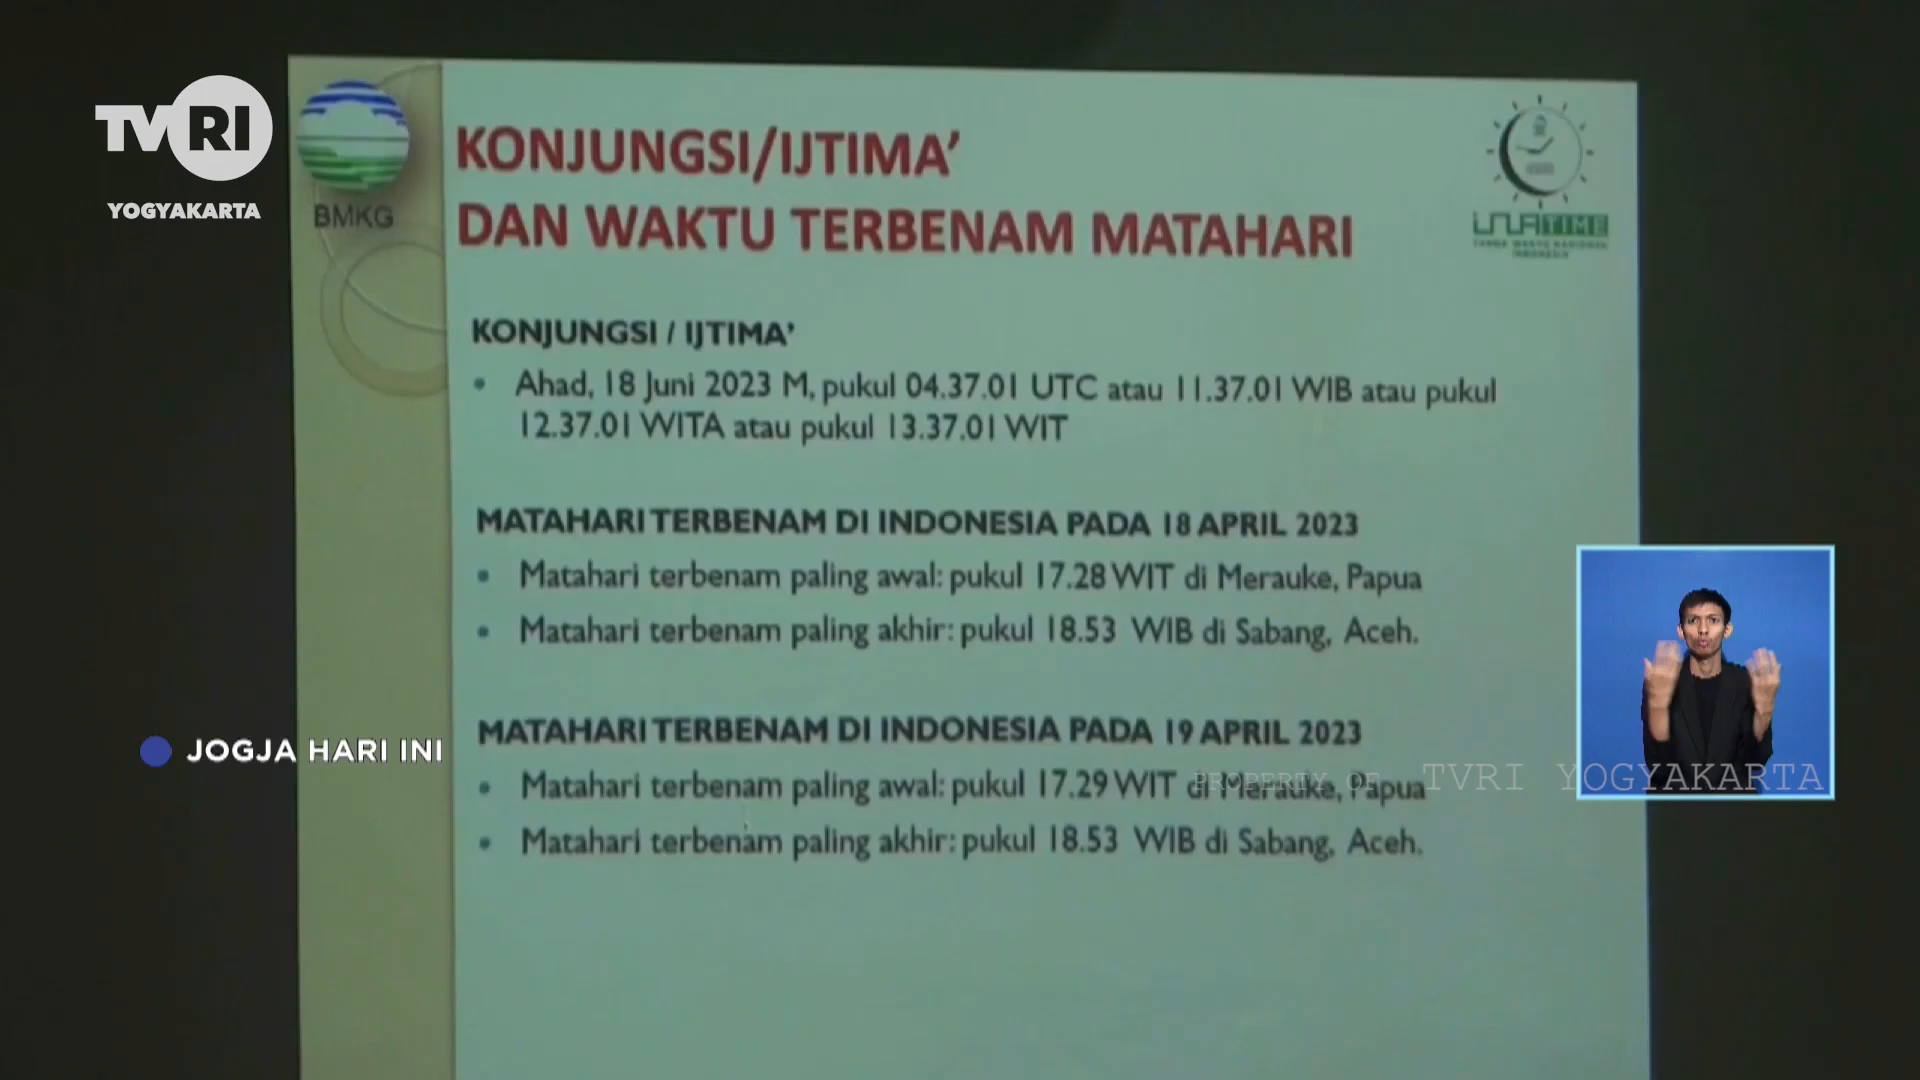 TVRI
YOGYAKARTA
BMKG
KONJUNGSI/IJTIMA'
DAN WAKTU TERBENAM MATAHARI
INATIME
TANDA WAKTU NASIONAL
INDONESIA
KONJUNGSI / IJTIMA'
• Ahad, 18 Juni 2023 M, pukul 04.37.01 UTC atau 11.37.01 WIB atau pukul
12.37.01 WITA atau pukul 13.37.01 WIT
MATAHARI TERBENAM DI INDONESIA PADA 18 APRIL 2023
• Matahari terbenam paling awal: pukul 17.28 WIT di Merauke, Papua
• Matahari terbenam paling akhir: pukul 18.53 WIB di Sabang, Aceh.
MATAHARI TERBENAM DI INDONESIA PADA 19 APRIL 2023
• Matahari terbenam paling awal: pukul 17.29 WIT di Merauke, Papua
• Matahari terbenam paling akhir: pukul 18.53 WIB di Sabang, Aceh.
JOGJA HARI INI
PROPERTY OF TVRI YOGYAKARTA